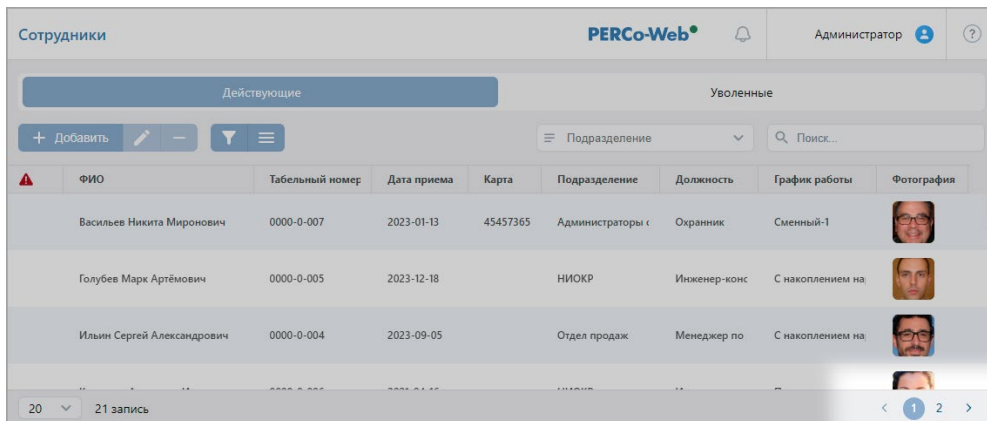 Сотрудники PERCo-Web Администратор ?
Действующие Уволенные
+ Добавить Подразделение Поиск...
ФИО Табельный номер Дата приема Карта Подразделение Должность График работы Фотография
Васильев Никита Миронович 0000-0-007 2023-01-13 45457365 Администраторы с Охранник Сменный-1
Голубев Марк Артёмович 0000-0-005 2023-12-18 НИОКР Инженер-конс С накоплением на
Ильин Сергей Александрович 0000-0-004 2023-09-05 Отдел продаж Менеджер по С накоплением на
20 21 запись < 1 2 >